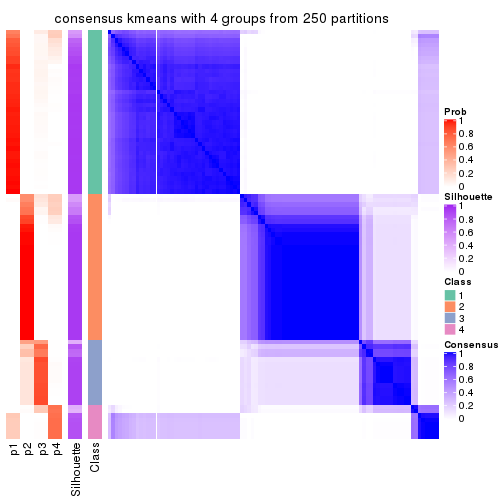 consensus kmeans with 4 groups from 250 partitions
Prob
1
0.8
0.6
0.4
0.2
0
Silhouette
1
0.8
0.6
0.4
0.2
0
Class
1
2
3
4
Consensus
1
0.8
0.6
0.4
0.2
0
p1
p2
p3
p4
Silhouette
Class